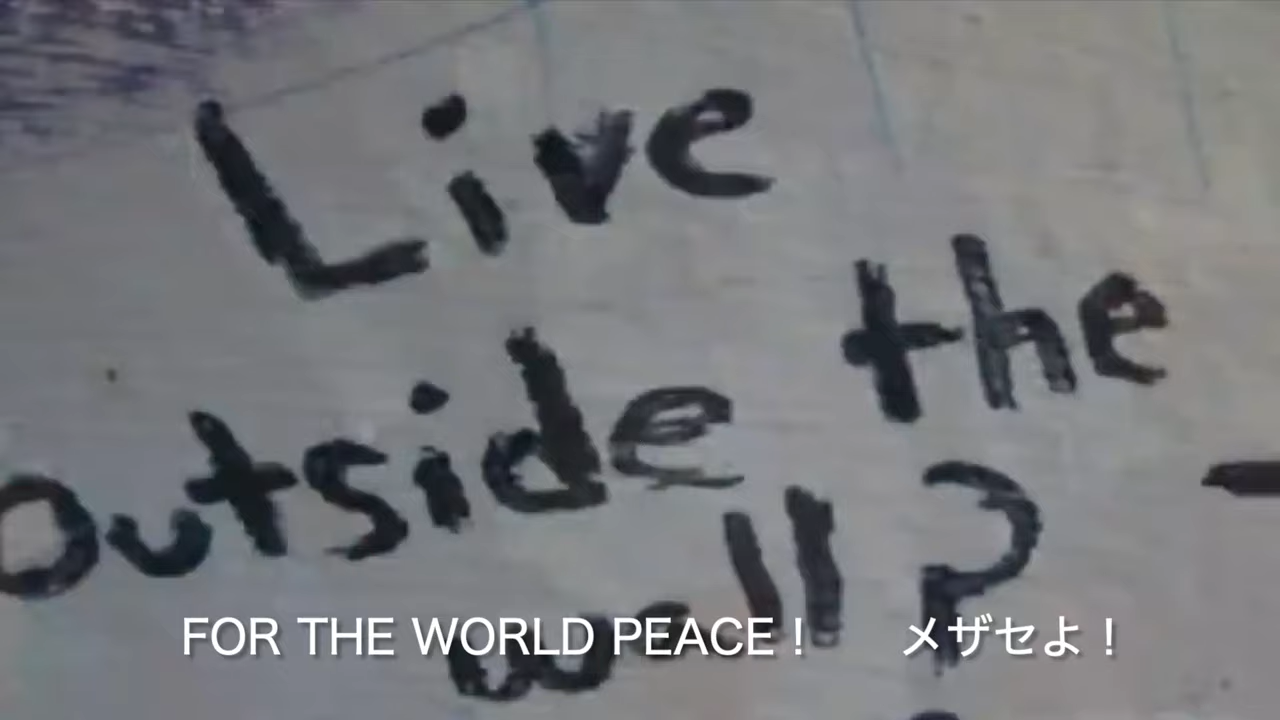 Live
outside the
wall? -
FOR THE WORLD PEACE！　メザセよ！